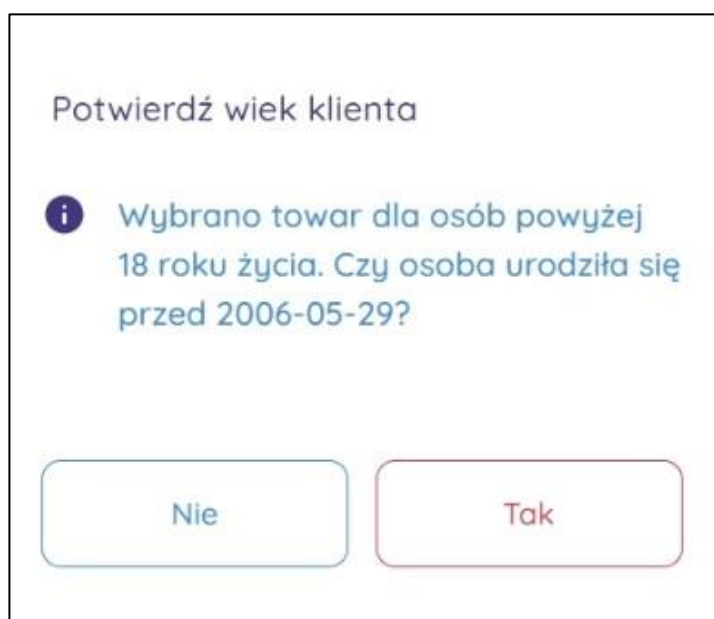 Potwierdź wiek klienta
Wybrano towar dla osób powyżej
18 roku życia. Czy osoba urodziła się
przed 2006-05-29?
Nie
Tak